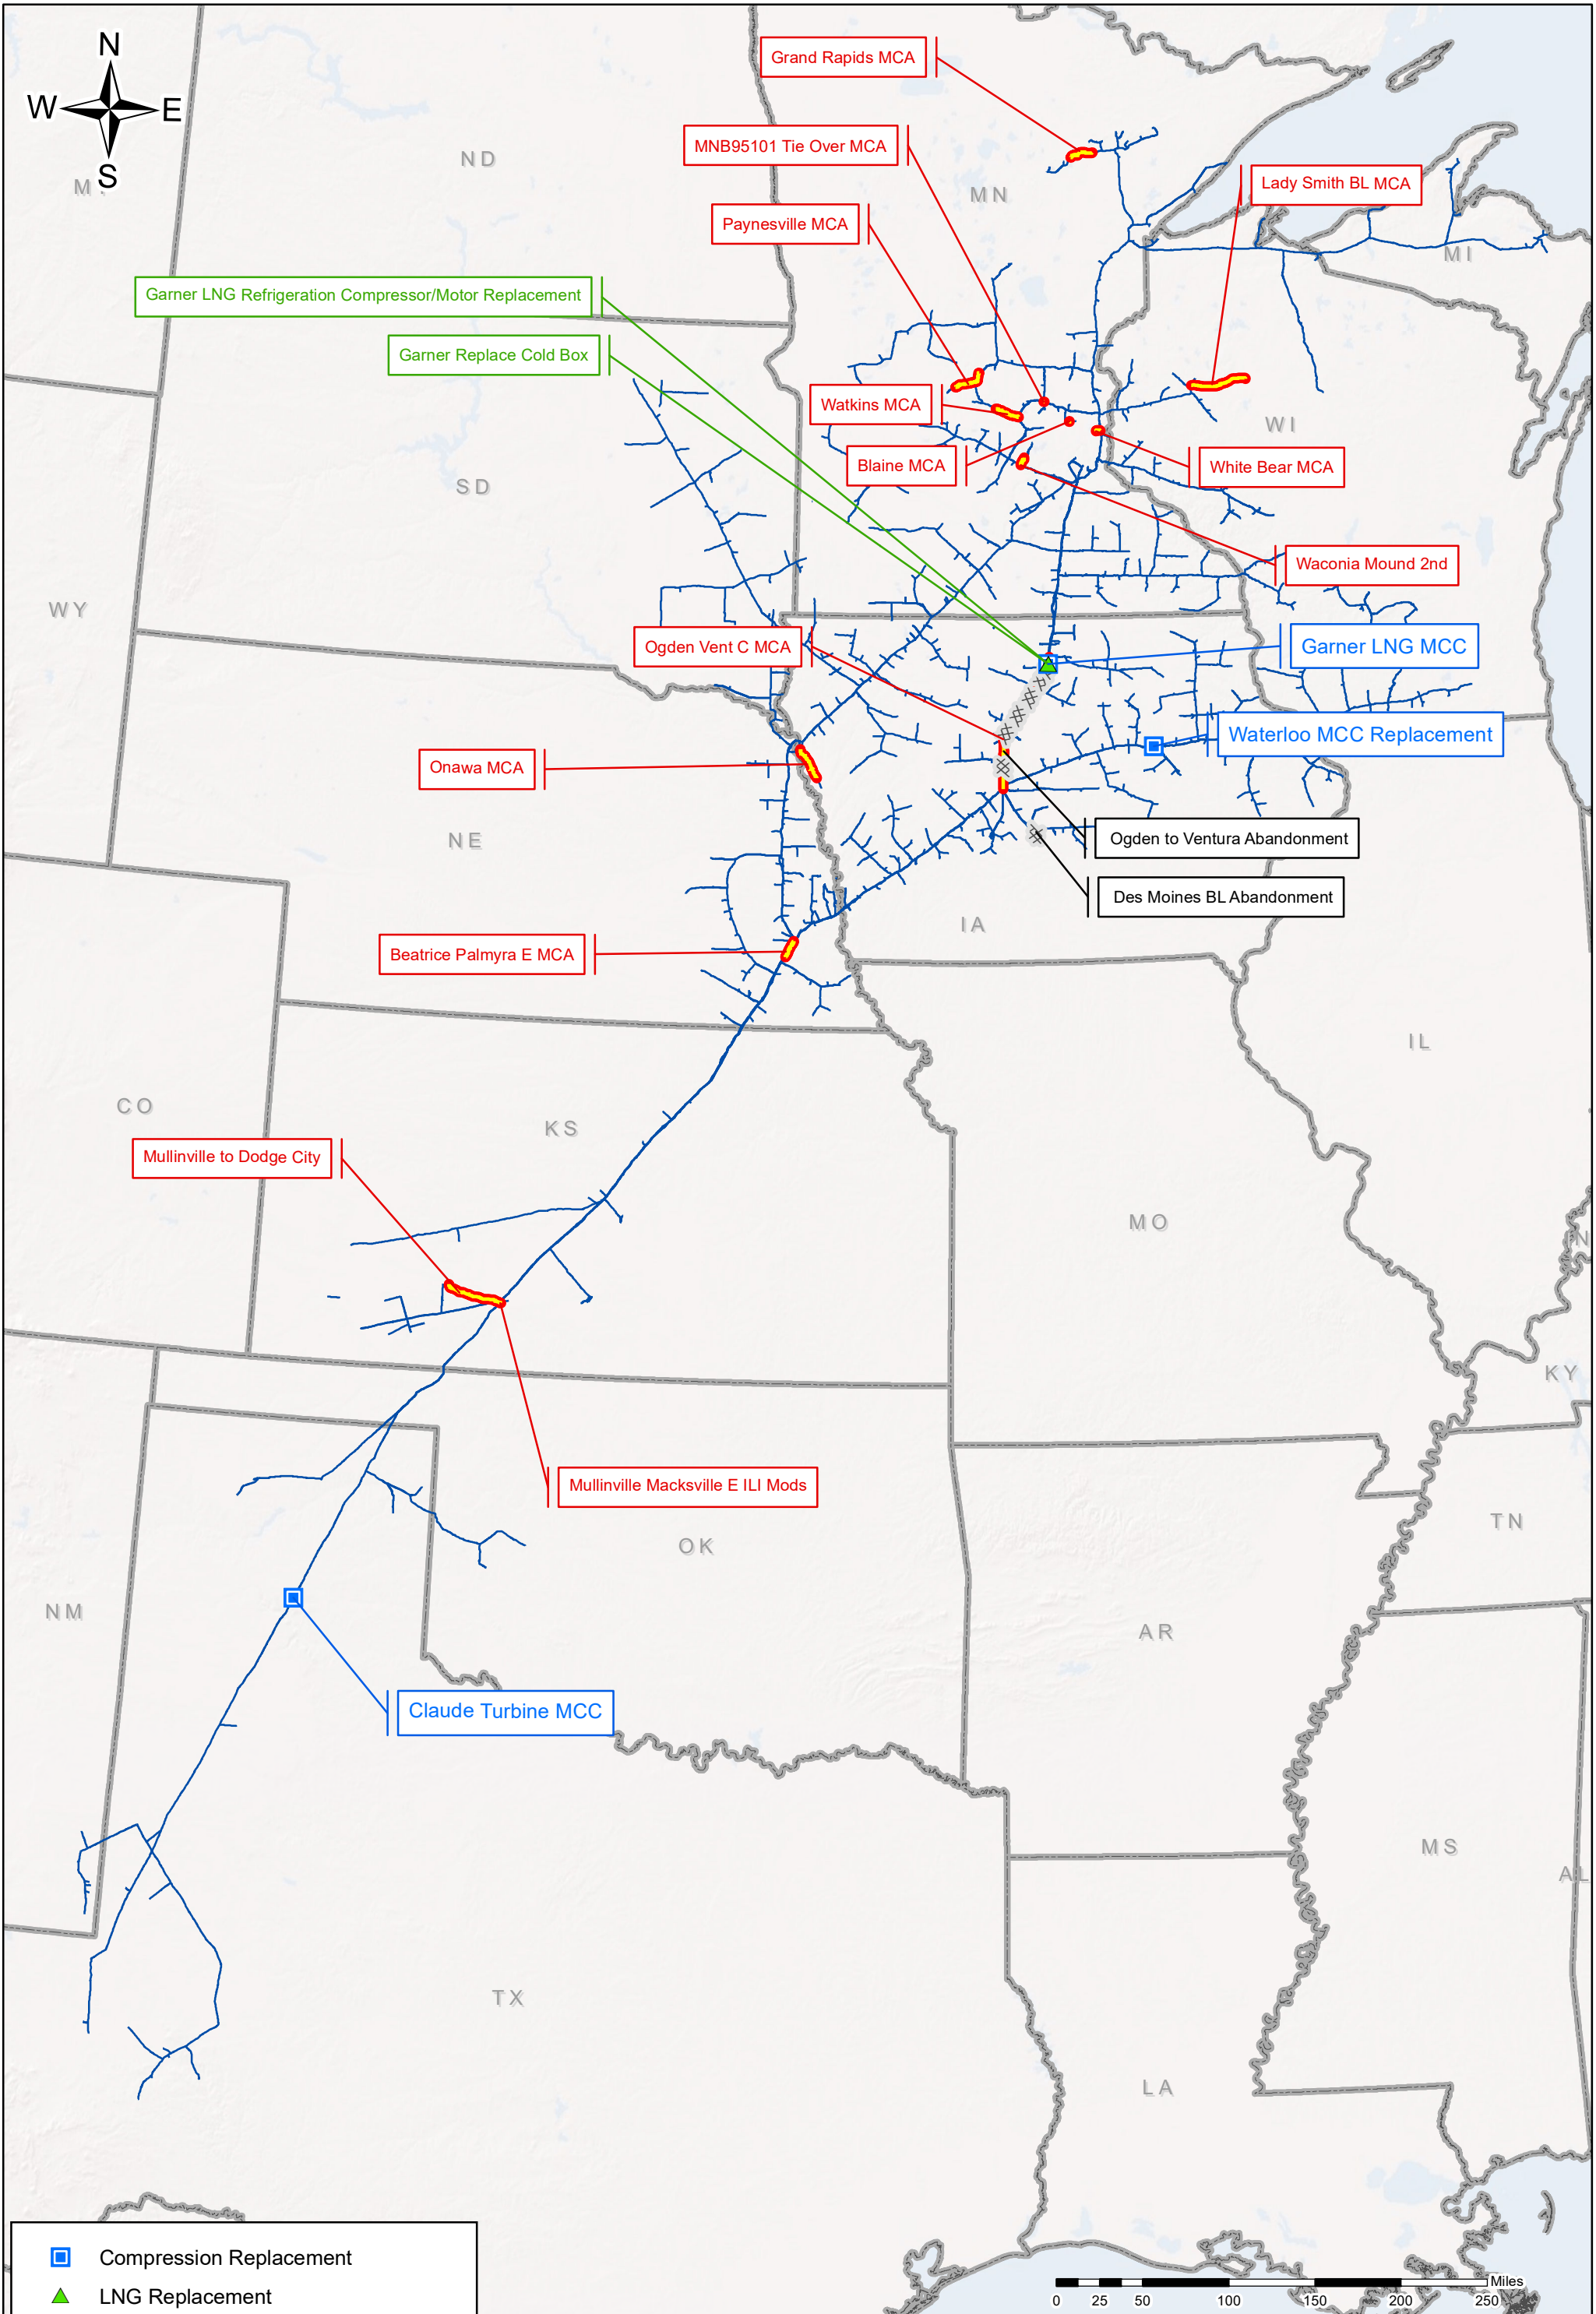 N
W E
S
Grand Rapids MCA
MNB95101 Tie Over MCA
Lady Smith BL MCA
Paynesville MCA
Garner LNG Refrigeration Compressor/Motor Replacement
Garner Replace Cold Box
Watkins MCA
Blaine MCA
White Bear MCA
Waconia Mound 2nd
Ogden Vent C MCA
Garner LNG MCC
Waterloo MCC Replacement
Onawa MCA
Ogden to Ventura Abandonment
Des Moines BL Abandonment
Beatrice Palmyra E MCA
Mullinville to Dodge City
Mullinville Macksville E ILI Mods
Claude Turbine MCC
ND
MN
MI
WI
SD
WY
NE
IA
IL
CO
KS
MO
KY
TN
OK
NM
AR
MS
AL
TX
LA
Compression Replacement
LNG Replacement
Miles
0 25 50 100 150 200 250